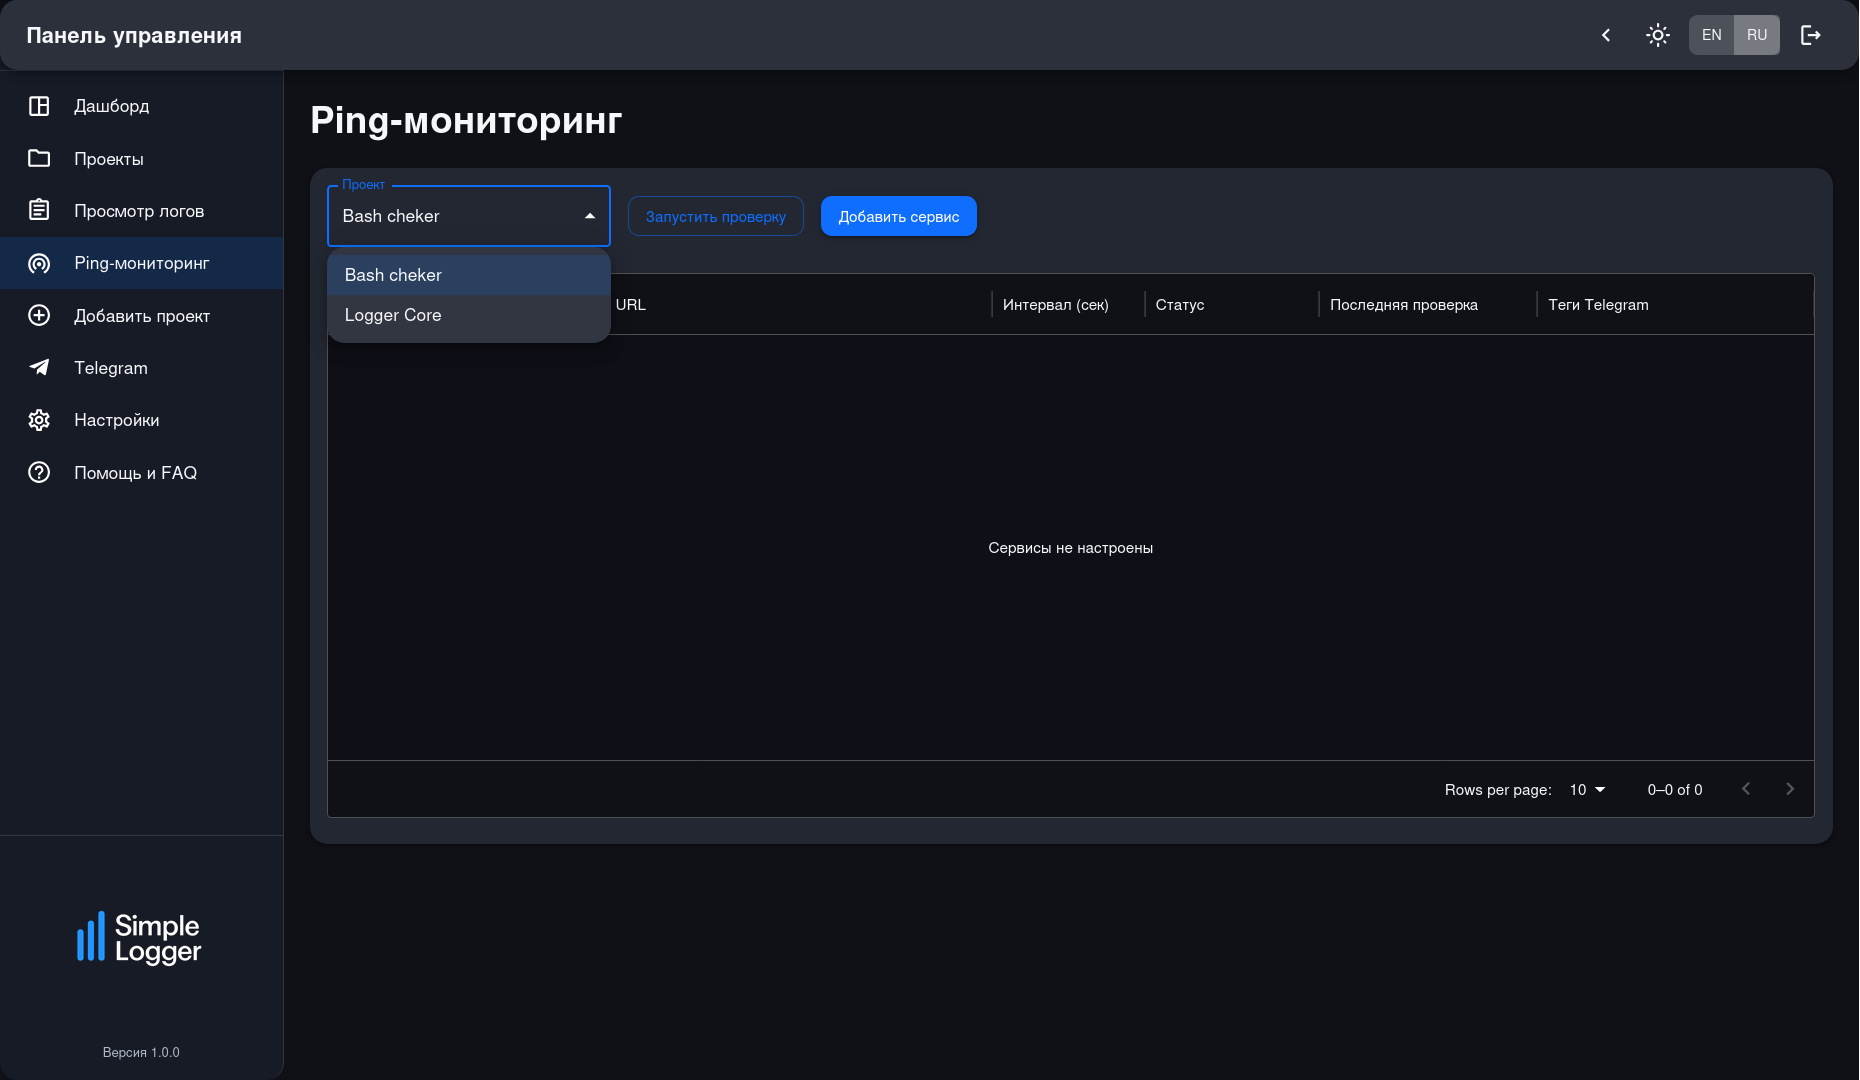 Панель управления
EN
RU
Дашборд
Проекты
Просмотр логов
Ping-мониторинг
Добавить проект
Telegram
Настройки
Помощь и FAQ
Simple
Logger
Версия 1.0.0
Ping-мониторинг
Проект
Bash cheker
Запустить проверку
Добавить сервис
Bash cheker
Logger Core
URL
Интервал (сек)
Статус
Последняя проверка
Теги Telegram
Сервисы не настроены
Rows per page:
10
0–0 of 0